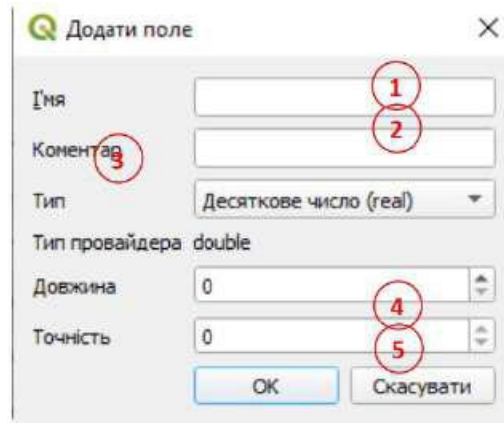 Додати поле
Ім'я
1
2
Коментар
3
Тип Десяткове число (real)
Тип провайдера double
Довжина 0
4
Точність 0
5
ОК Скасувати